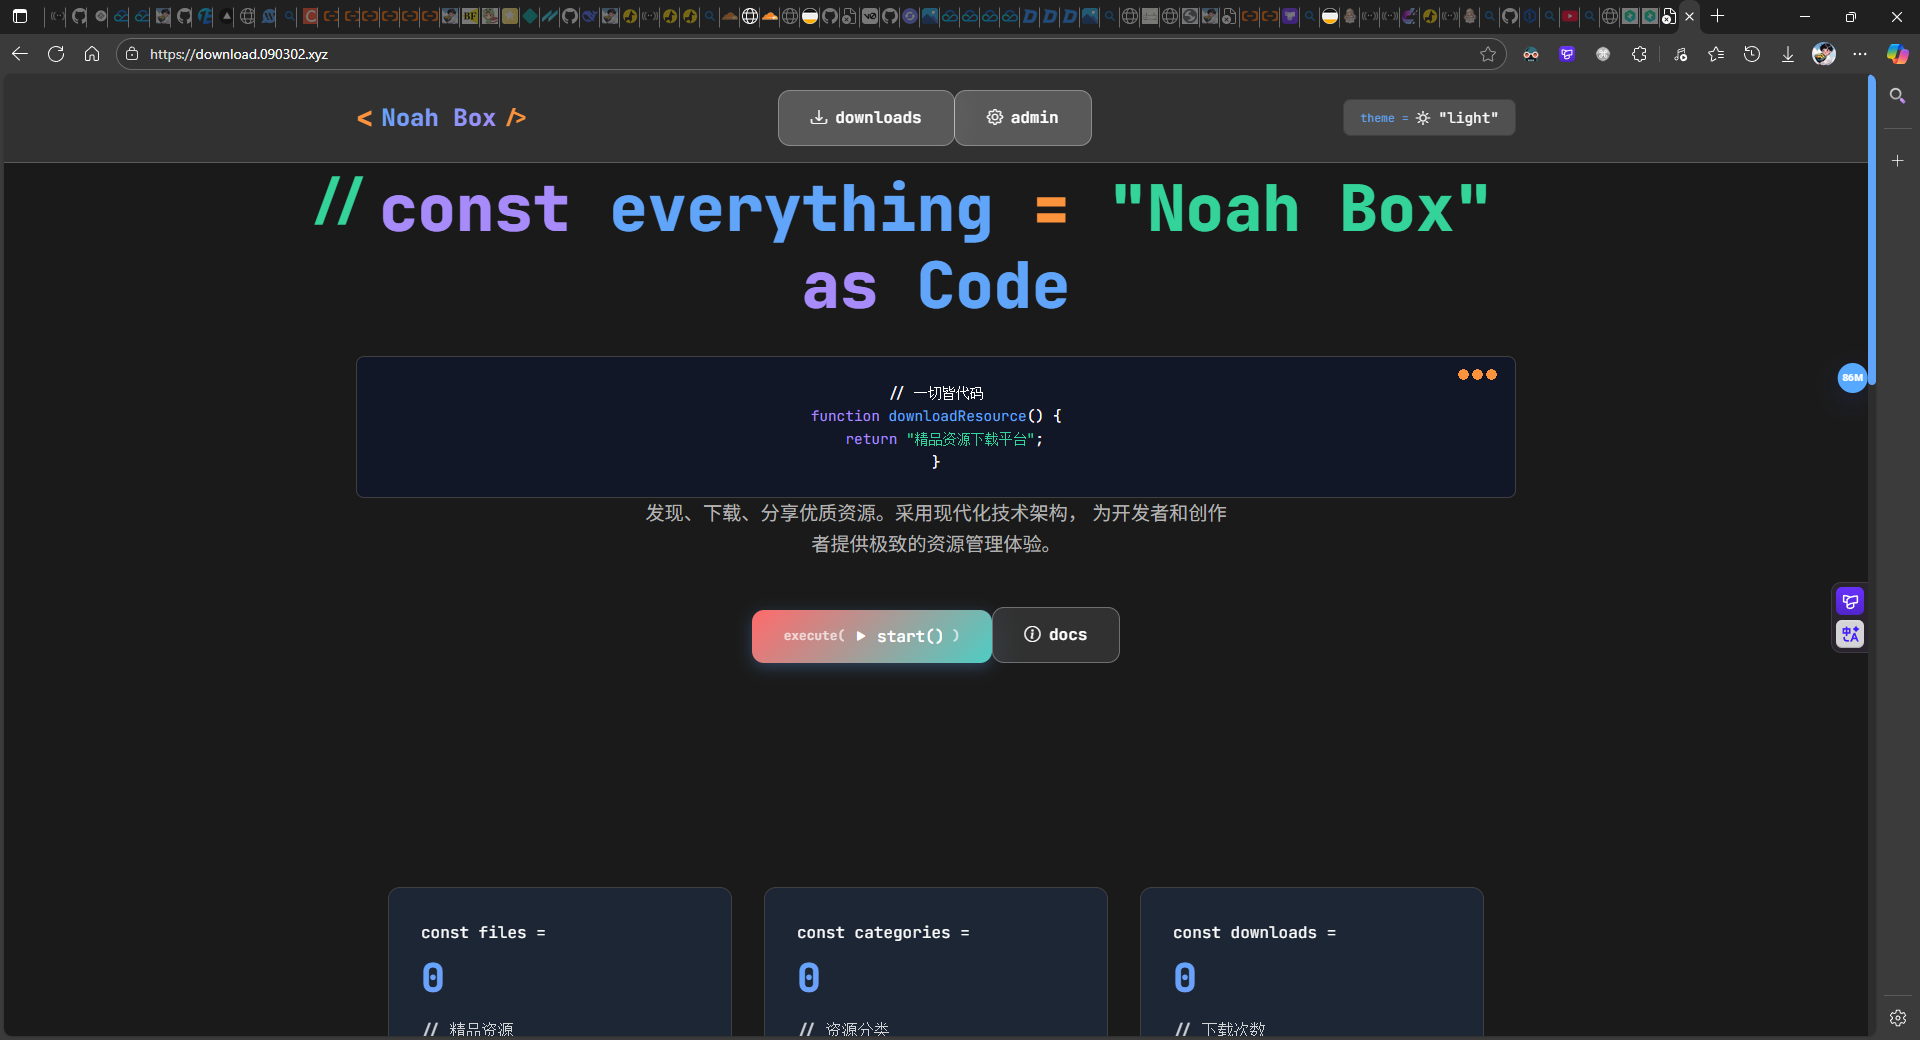 https://download.090302.xyz
< Noah Box />
downloads
admin
theme = "light"
// const everything = "Noah Box"
as Code
// 一切皆代码
function downloadResource() {
return "精品资源下载平台";
}
86M
发现、下载、分享优质资源。采用现代化技术架构， 为开发者和创作
者提供极致的资源管理体验。
execute( start() )
docs
const files =
0
// 精品资源
const categories =
0
// 资源分类
const downloads =
0
// 下载次数